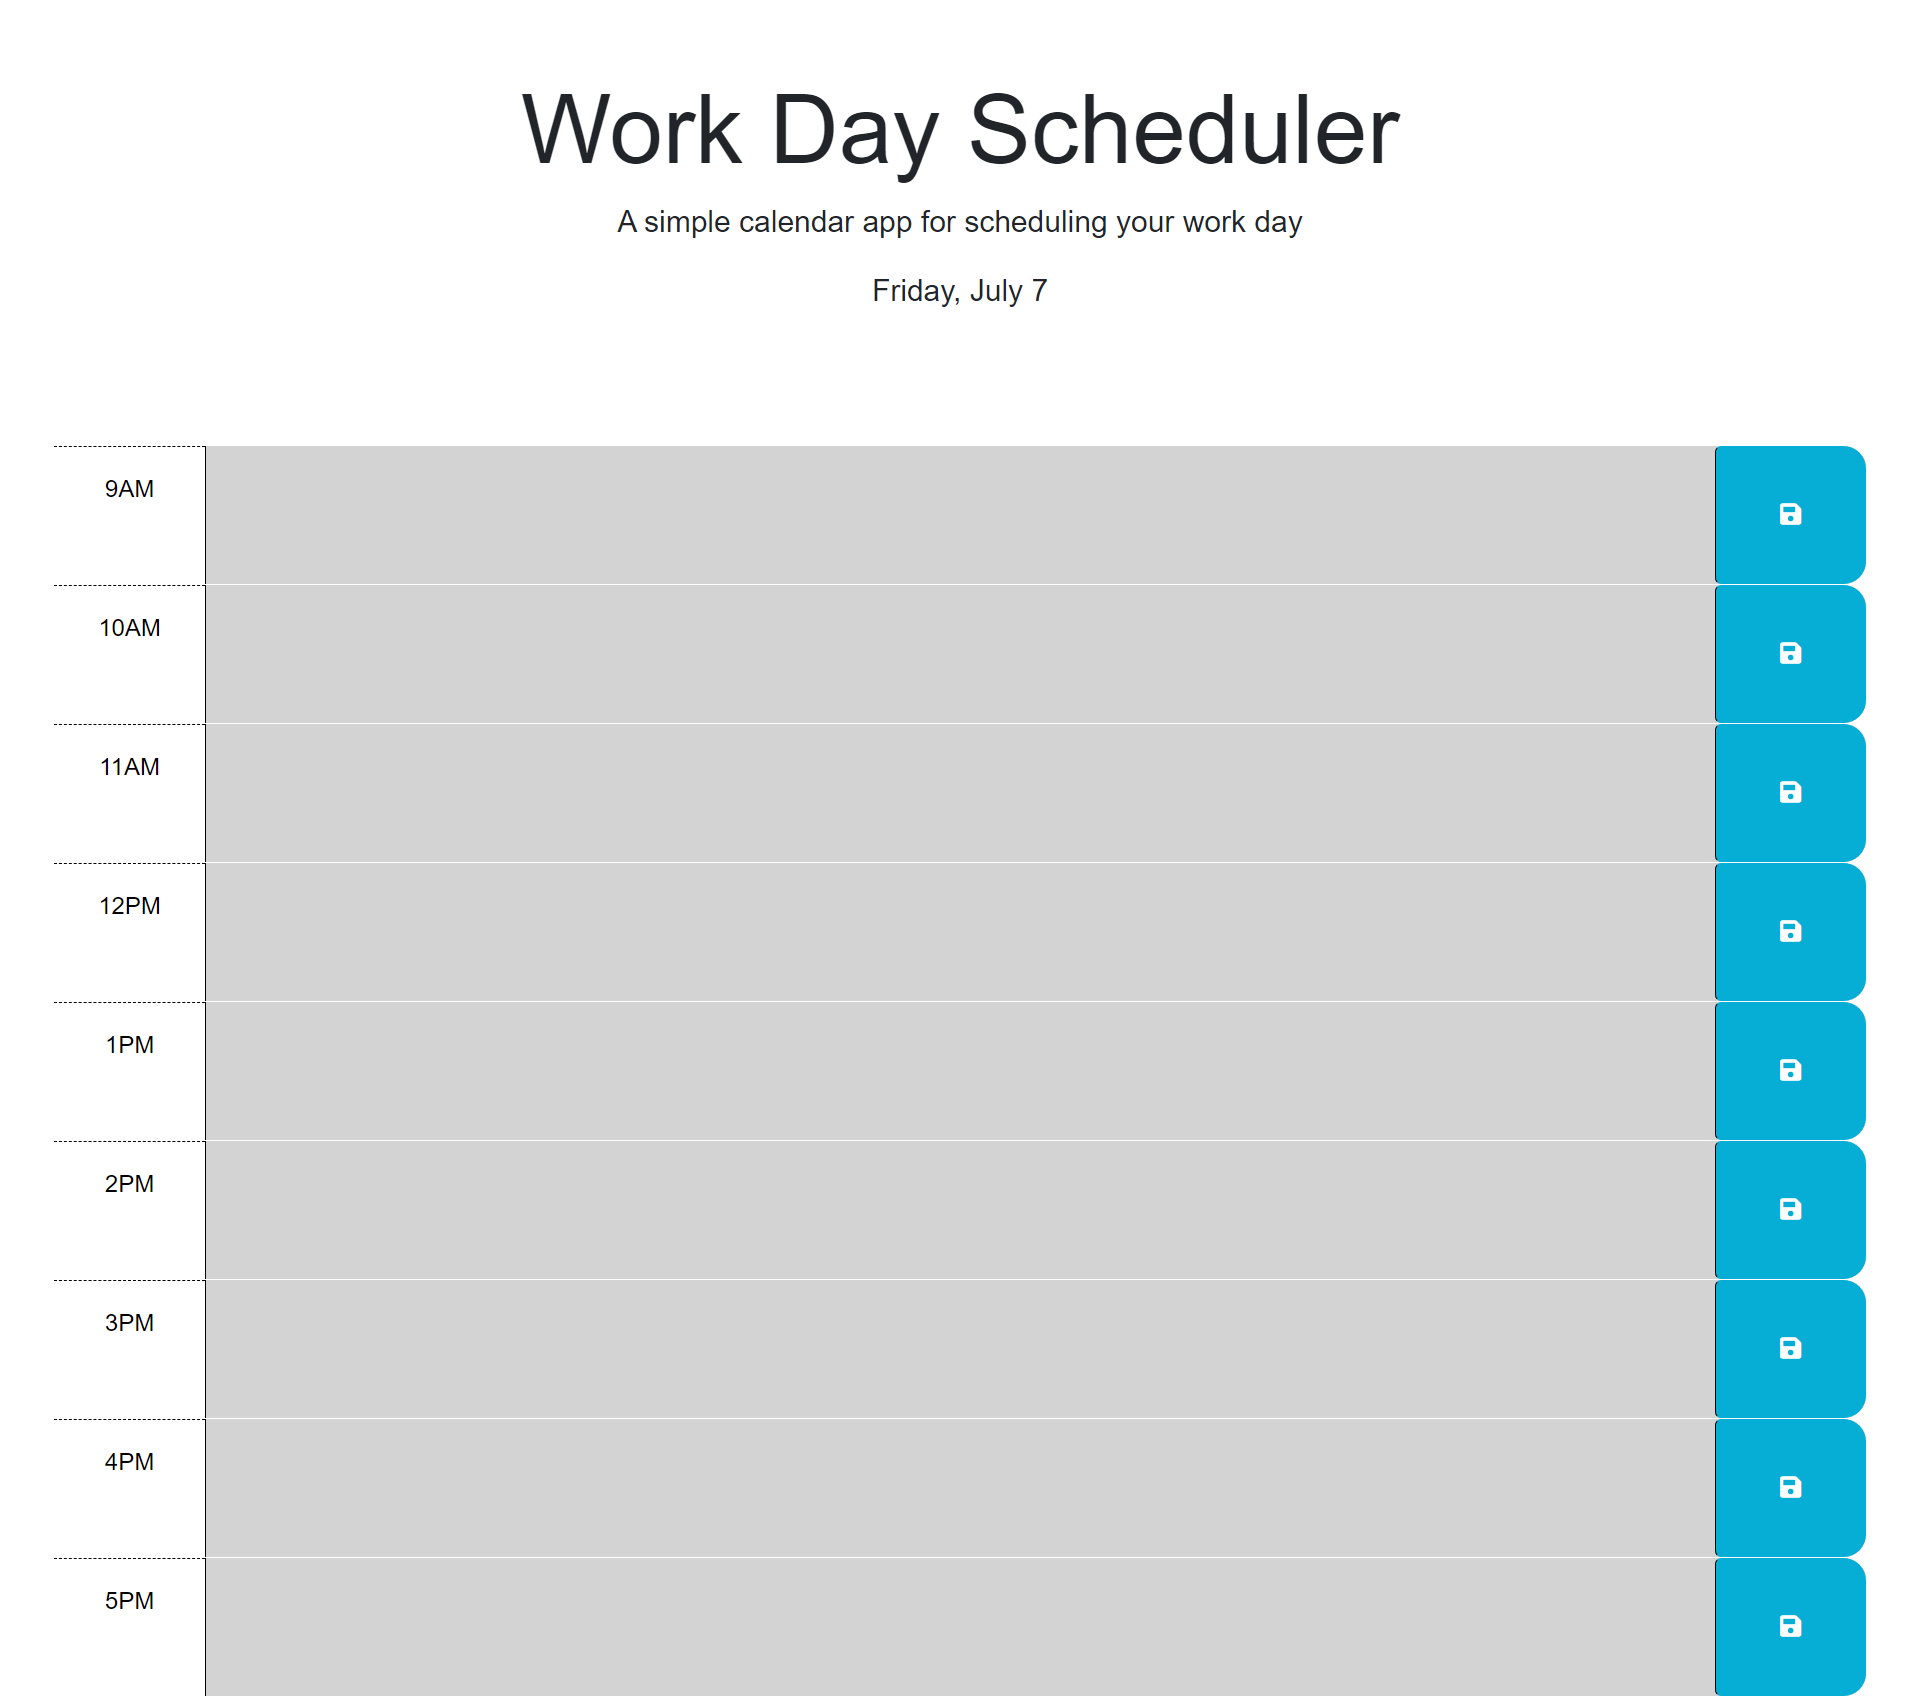 Work Day Scheduler
A simple calendar app for scheduling your work day
Friday, July 7
9AM
10AM
11AM
12PM
1PM
2PM
3PM
4PM
5PM